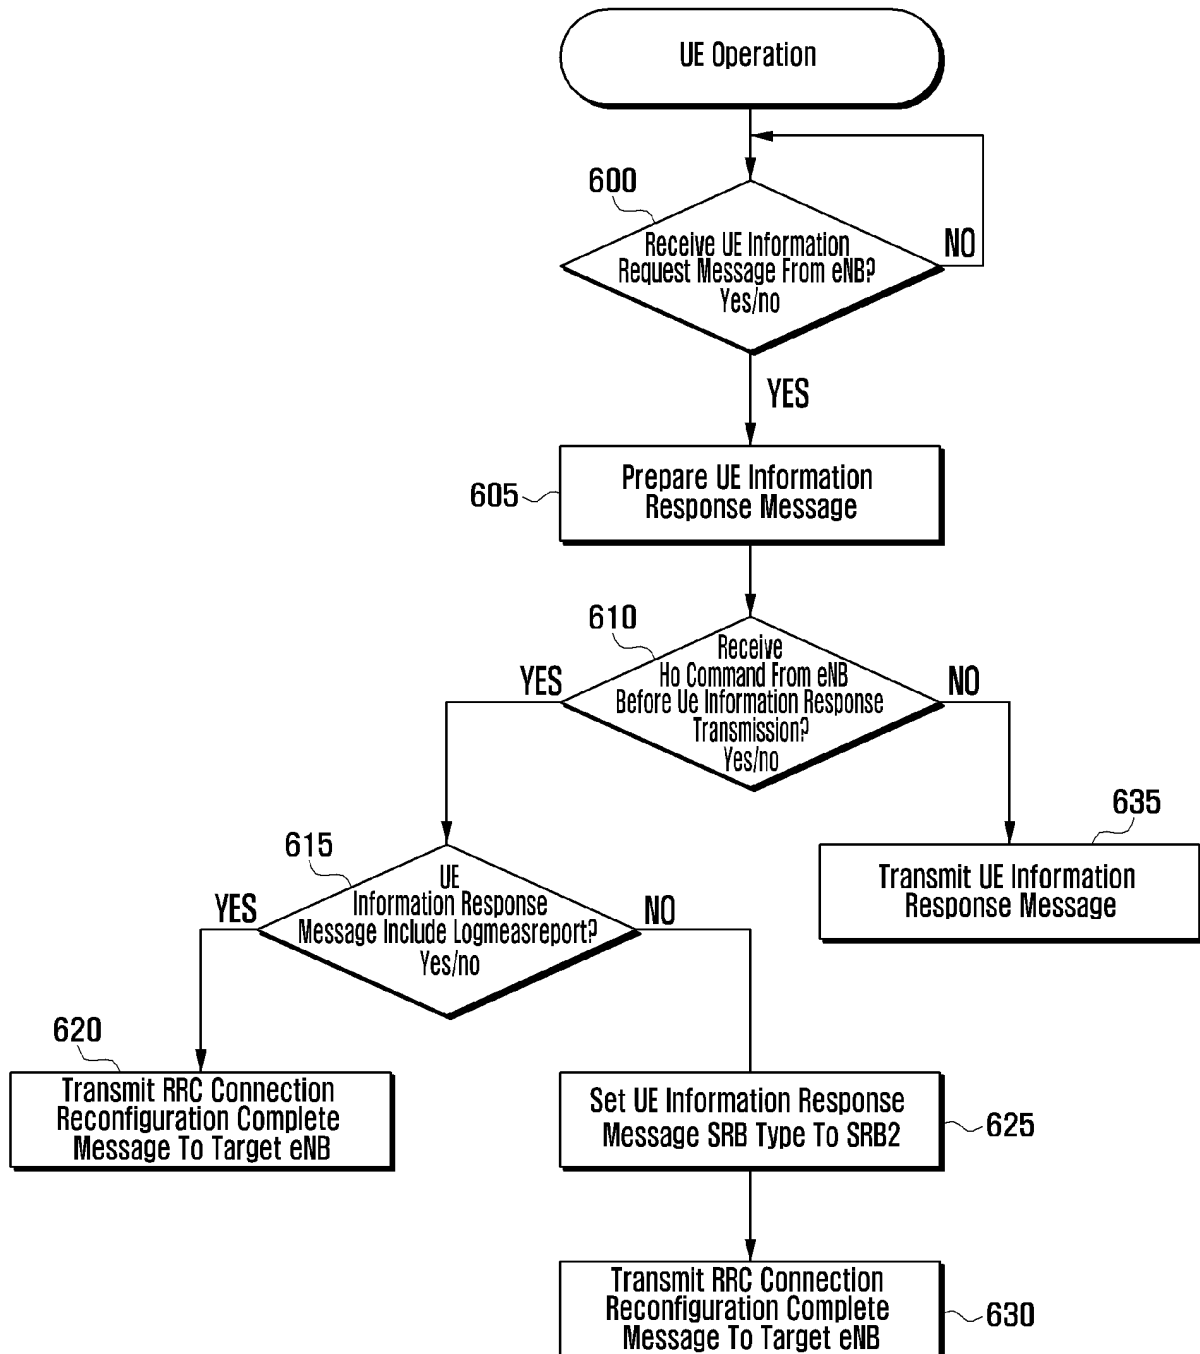 UE Operation
600
Receive UE Information
Request Message From eNB?
Yes/no
NO
YES
605
Prepare UE Information
Response Message
610
Receive
Ho Command From eNB
Before Ue Information Response
Transmission?
Yes/no
YES
NO
615
UE
Information Response
Message Include Logmeasreport?
Yes/no
YES
NO
635
Transmit UE Information
Response Message
620
Transmit RRC Connection
Reconfiguration Complete
Message To Target eNB
Set UE Information Response
Message SRB Type To SRB2
625
Transmit RRC Connection
Reconfiguration Complete
Message To Target eNB
630